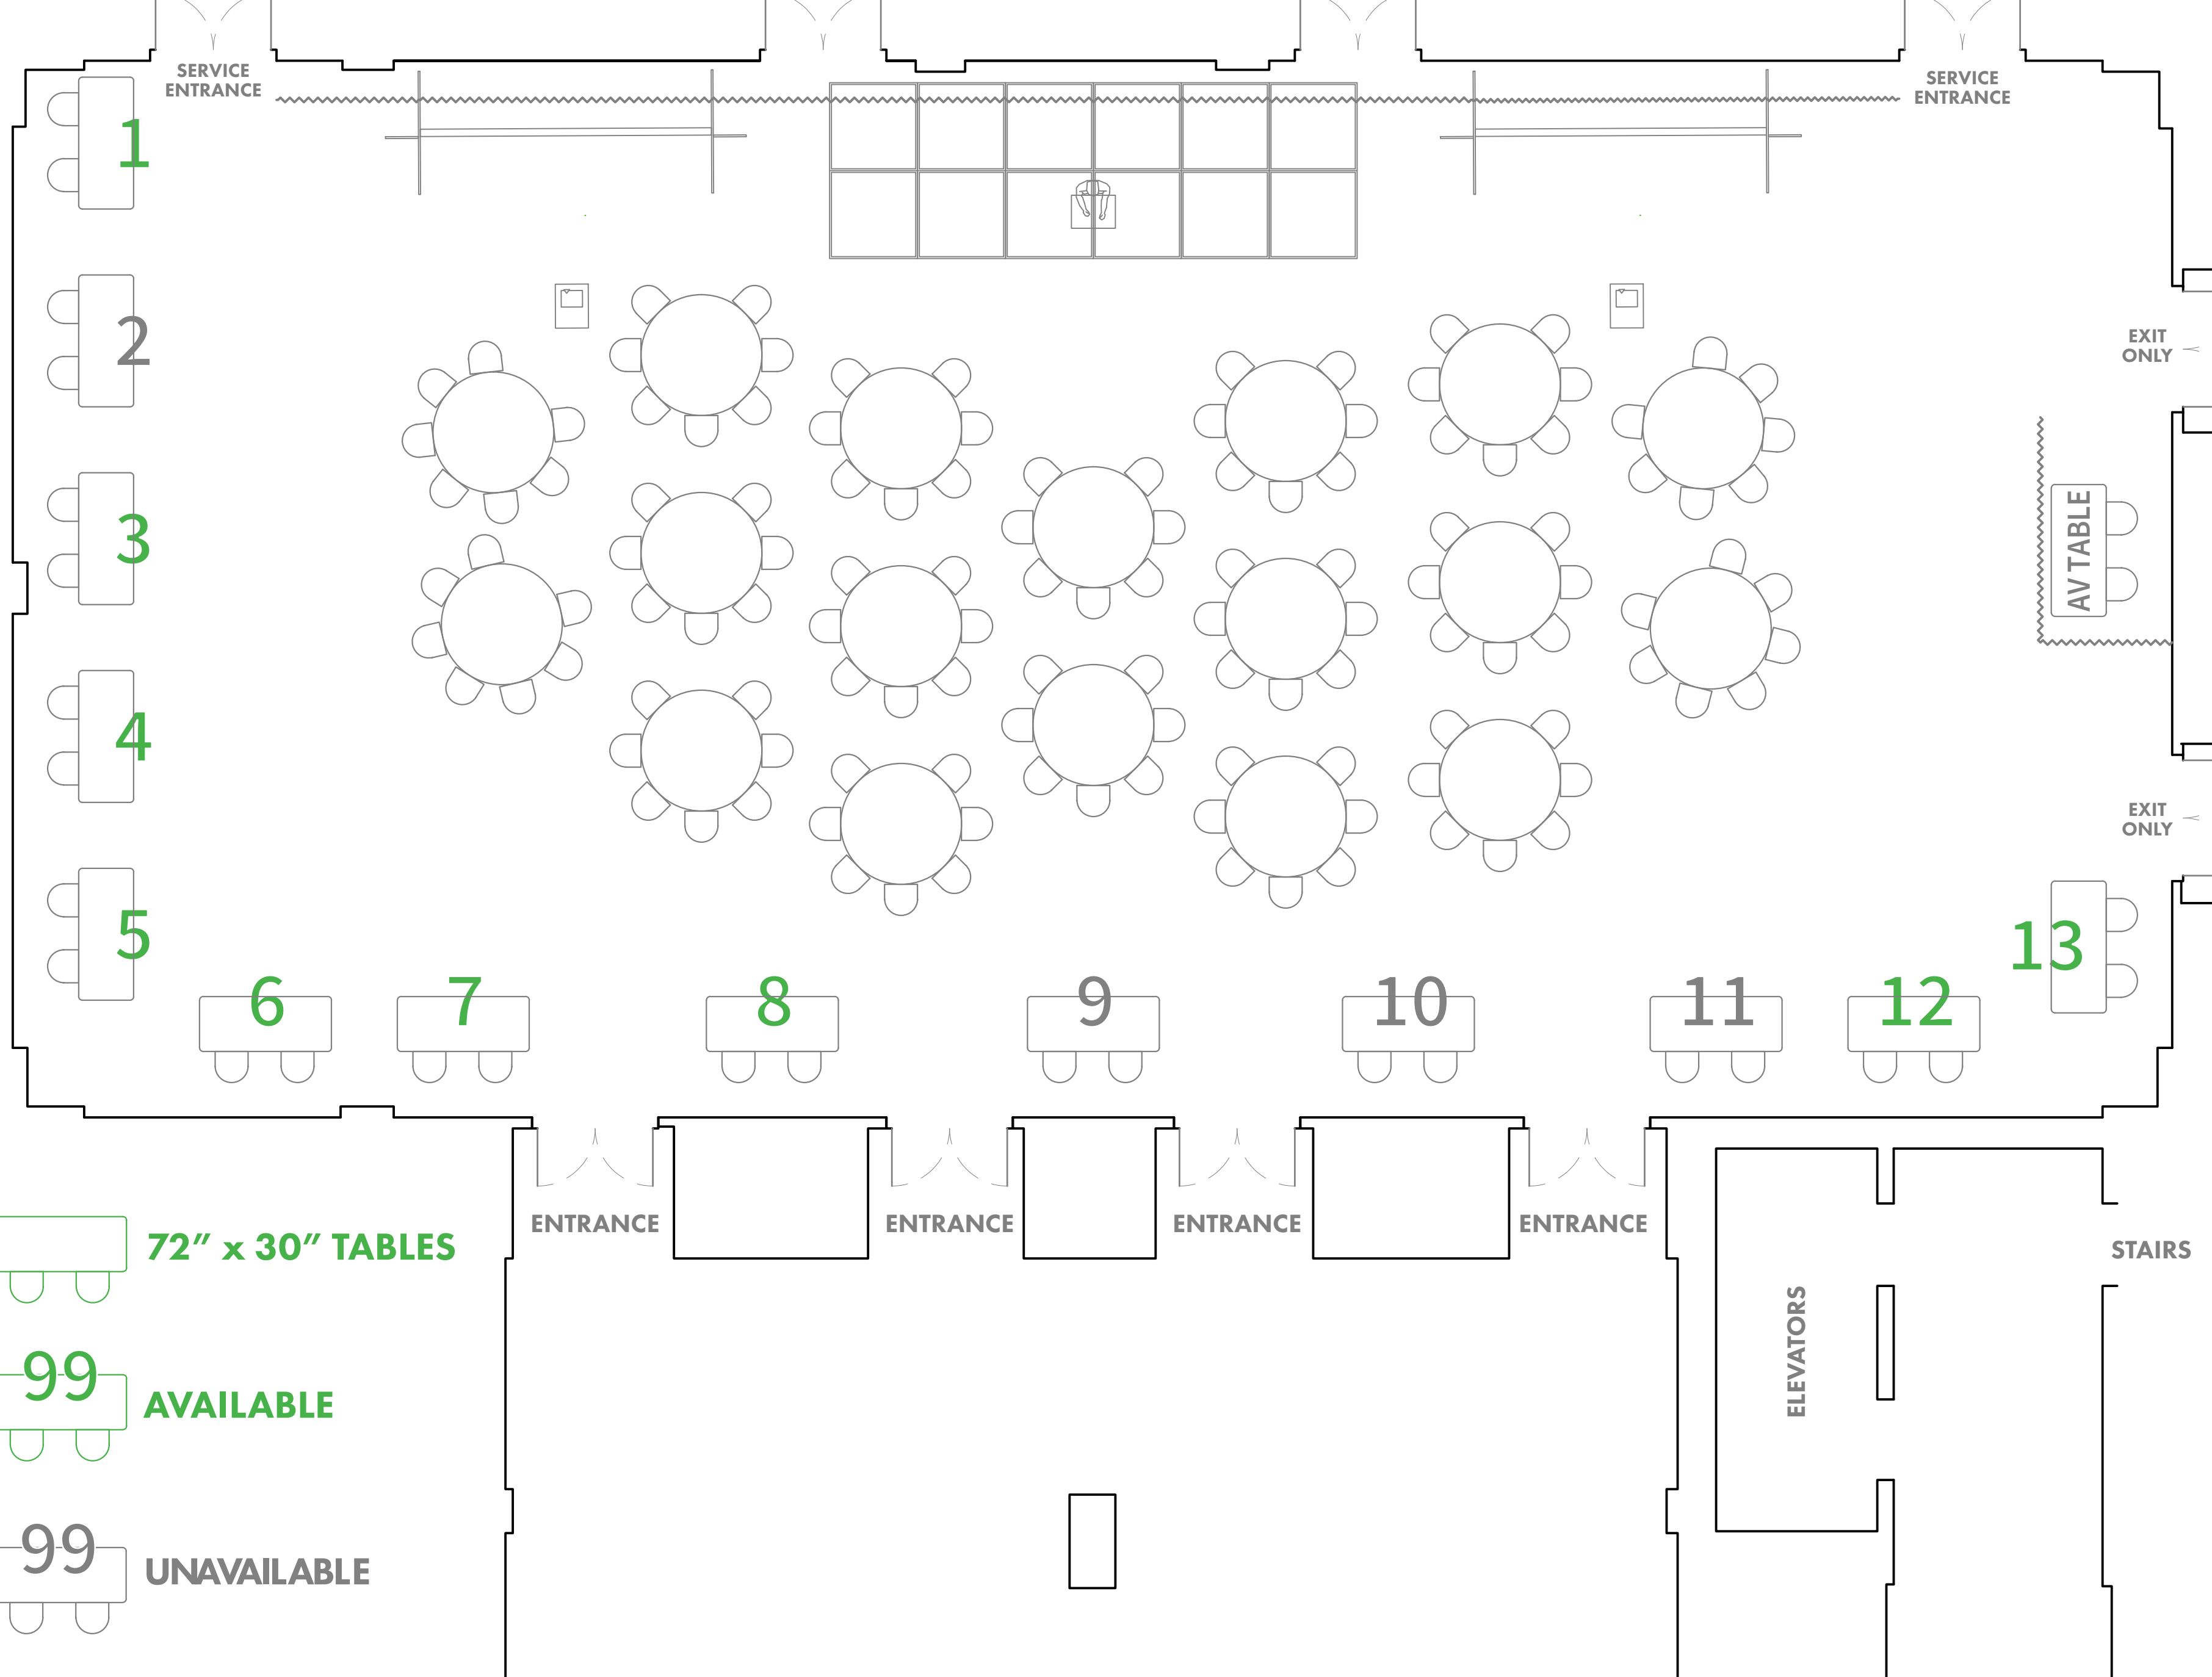 SERVICE
ENTRANCE
SERVICE
ENTRANCE
1
2
3
4
5
6
7
8
9
10
11
12
13
EXIT
ONLY
AV TABLE
EXIT
ONLY
ENTRANCE
ENTRANCE
ENTRANCE
ENTRANCE
72″ x 30″ TABLES
99
AVAILABLE
99
UNAVAILABLE
ELEVATORS
STAIRS